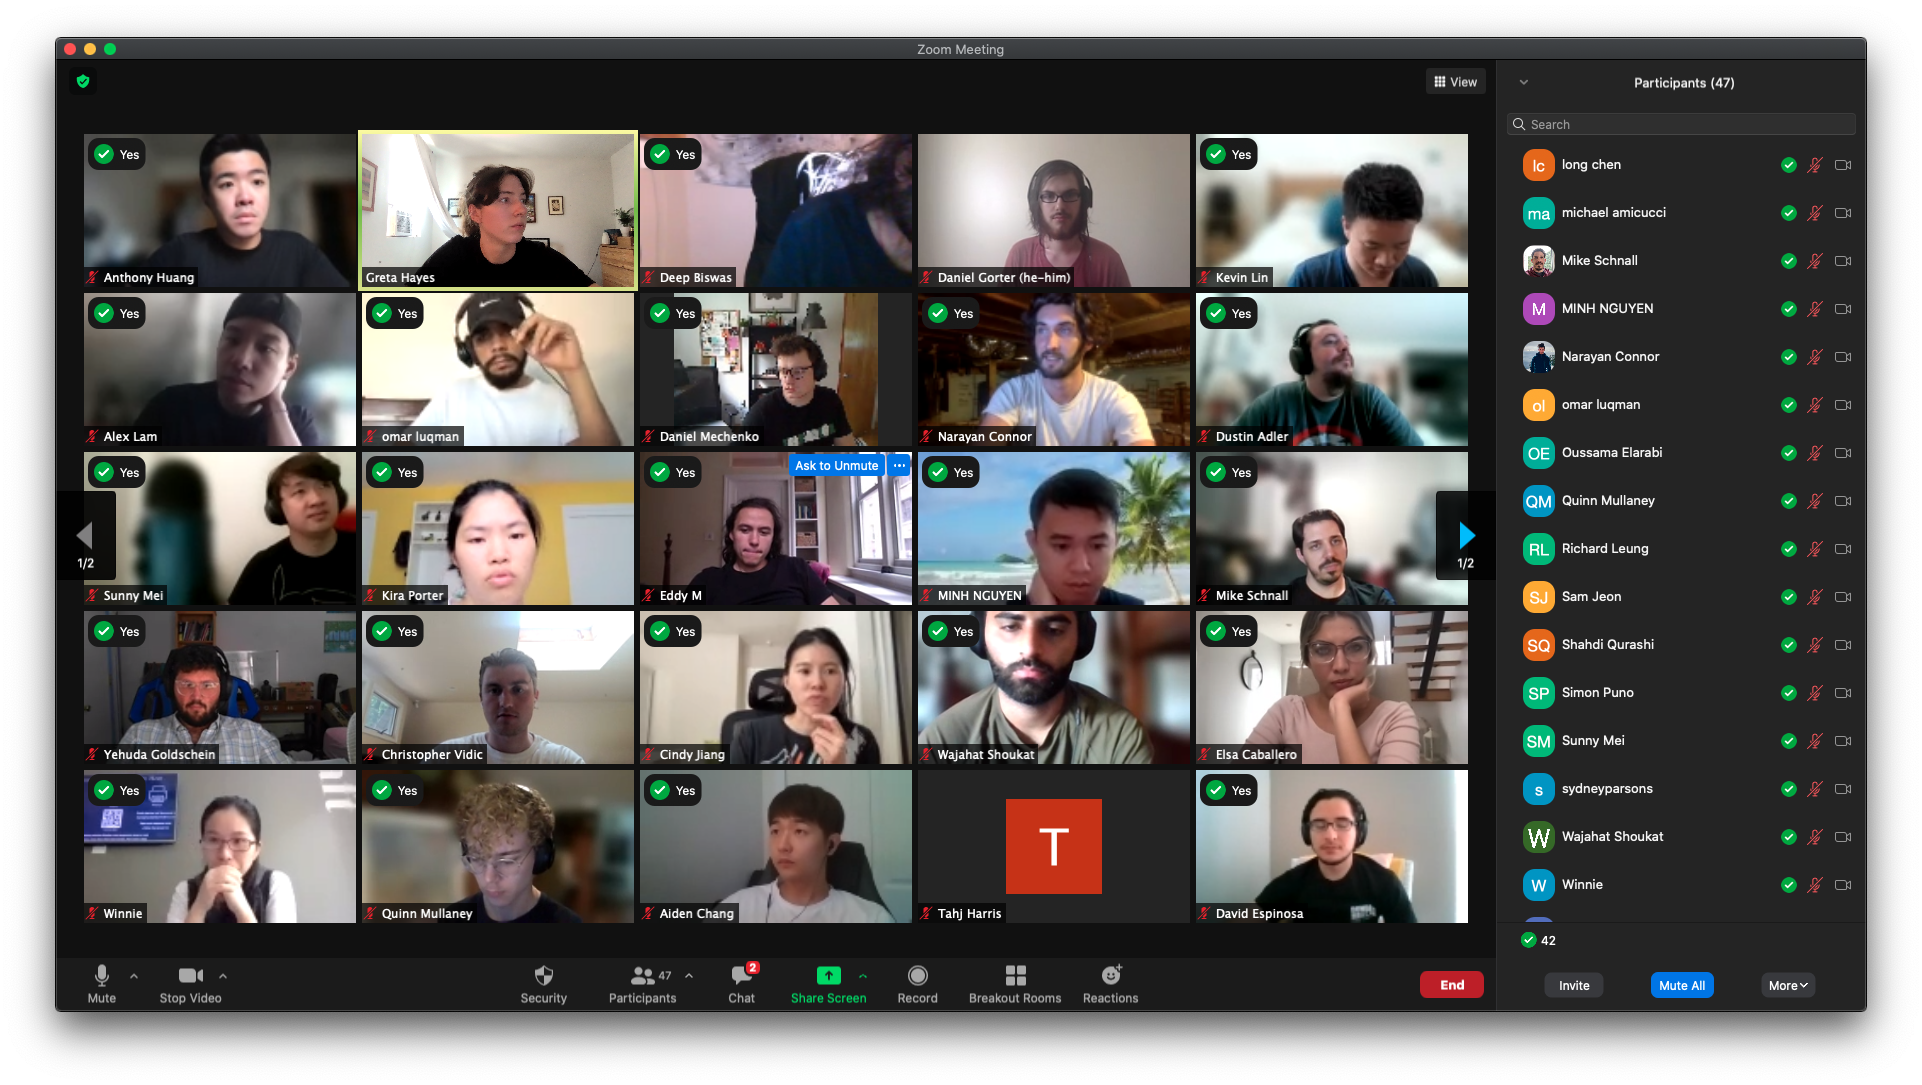 Zoom Meeting
View
Yes
Anthony Huang
Greta Hayes
Yes
Deep Biswas
Daniel Gorter (he-him)
Yes
Kevin Lin
Yes
Alex Lam
Yes
omar luqman
Yes
Daniel Mechenko
Yes
Narayan Connor
Yes
Dustin Adler
Yes
Sunny Mei
Yes
Kira Porter
Yes
Ask to Unmute
Eddy M
Yes
MINH NGUYEN
Yes
Mike Schnall
1/2
1/2
Yes
Yehuda Goldschein
Yes
Christopher Vidic
Yes
Cindy Jiang
Yes
Wajahat Shoukat
Yes
Elsa Caballero
Yes
Winnie
Yes
Quinn Mullaney
Yes
Aiden Chang
T
Tahj Harris
Yes
David Espinosa
Mute
Stop Video
Security
47
Participants
2
Chat
Share Screen
Record
Breakout Rooms
Reactions
End
Participants (47)
Search
lc long chen
ma michael amicucci
Mike Schnall
M MINH NGUYEN
Narayan Connor
ol omar luqman
OE Oussama Elarabi
QM Quinn Mullaney
RL Richard Leung
SJ Sam Jeon
SQ Shahdi Qurashi
SP Simon Puno
SM Sunny Mei
s sydneyparsons
W Wajahat Shoukat
W Winnie
42
Invite
Mute All
More